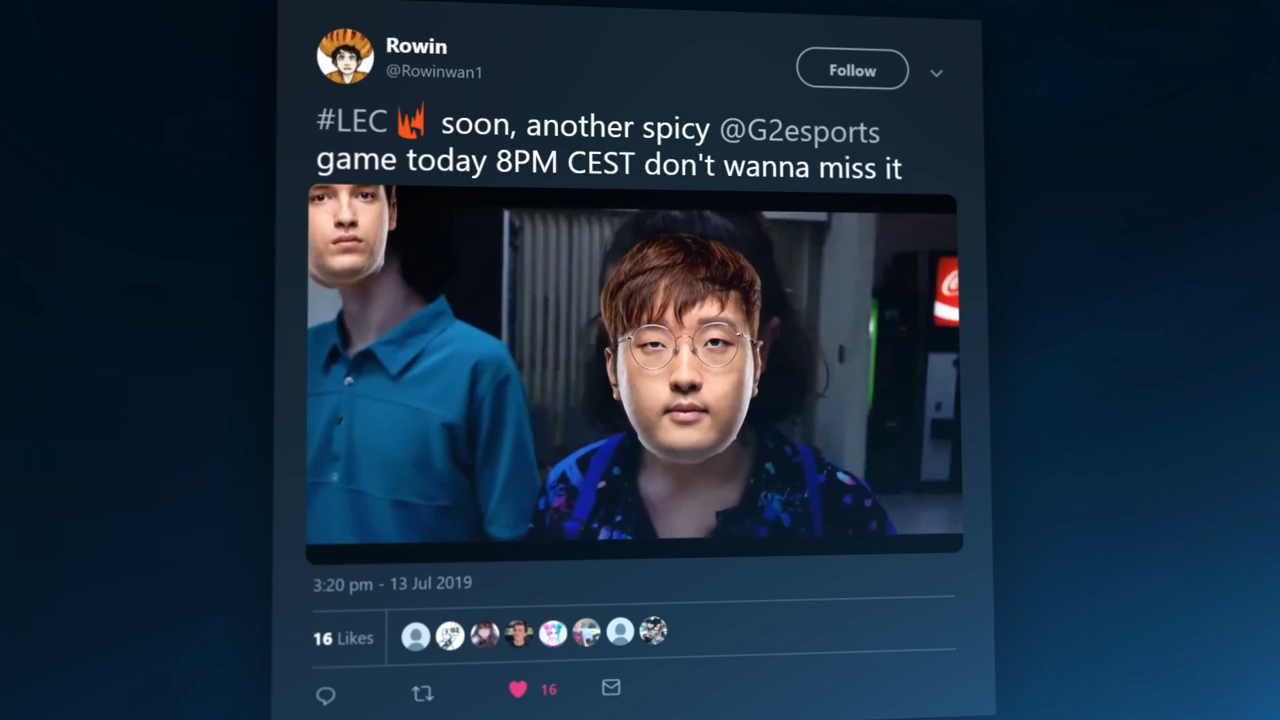 Rowin
@Rowinwan1
Follow
#LEC soon, another spicy @G2esports
game today 8PM CEST don't wanna miss it
3:20 pm - 13 Jul 2019
16 Likes
16